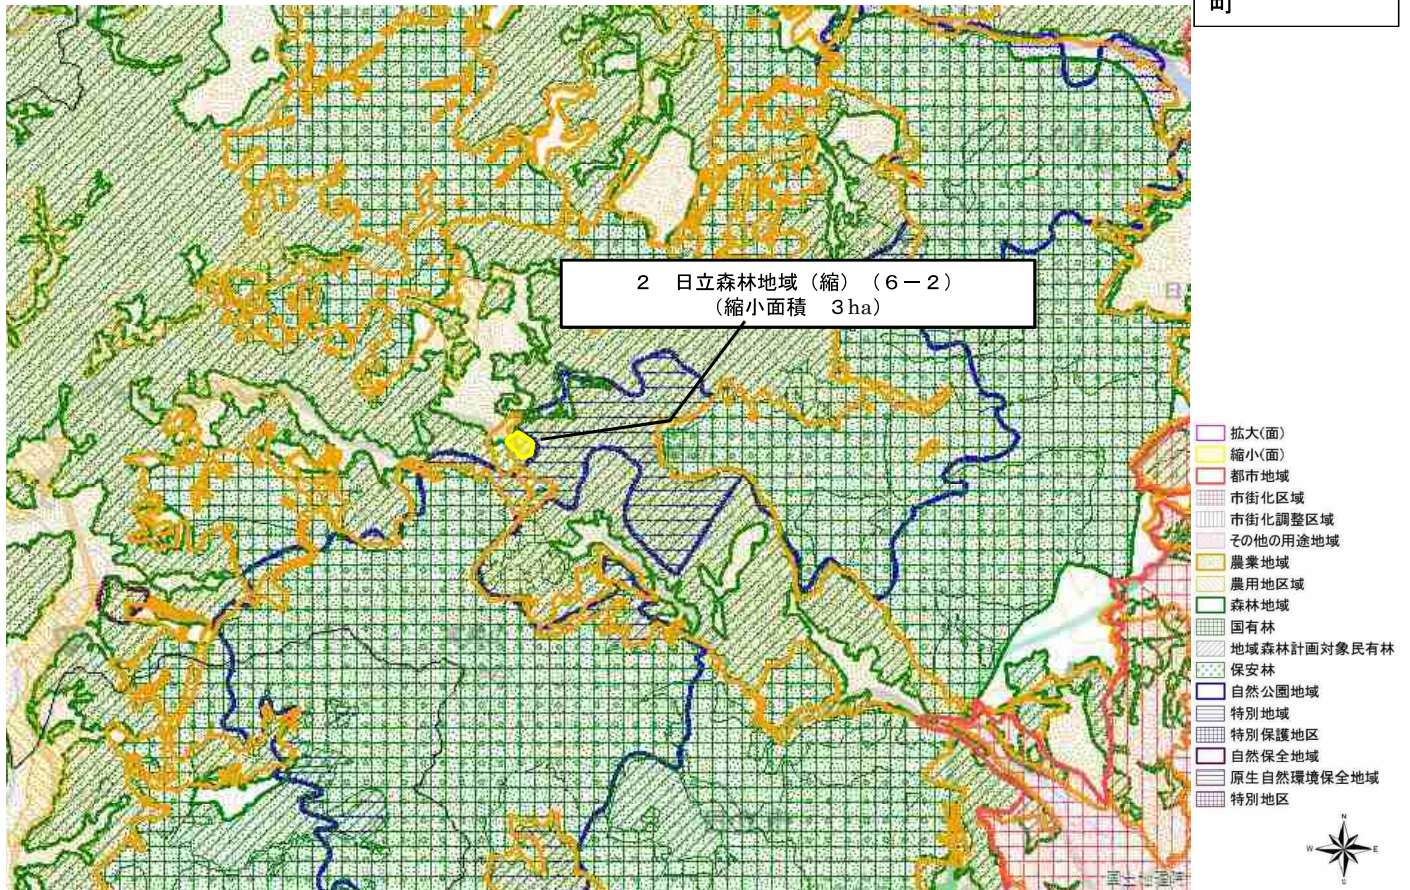 町
2 日立森林地域（縮）（6－2）
（縮小面積 3ha）
日
拡大(面)
縮小(面)
都市地域
市街化区域
市街化調整区域
その他の用途地域
農業地域
農用地区域
森林地域
国有林
地域森林計画対象民有林
保安林
自然公園地域
特別地域
特別保護地区
自然保全地域
原生自然環境保全地域
特別地区
N
W E
S
国土地理院